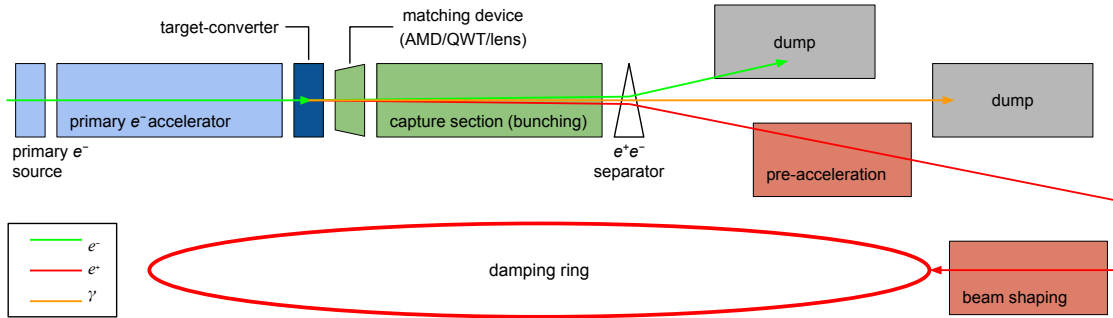 target-converter
matching device
(AMD/QWT/lens)
dump
primary e⁻ accelerator
capture section (bunching)
dump
primary e⁻
source
e⁺e⁻
separator
pre-acceleration
e⁻
e⁺
γ
damping ring
beam shaping